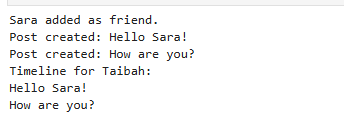 Sara added as friend.
Post created: Hello Sara!
Post created: How are you?
Timeline for Taibah:
Hello Sara!
How are you?